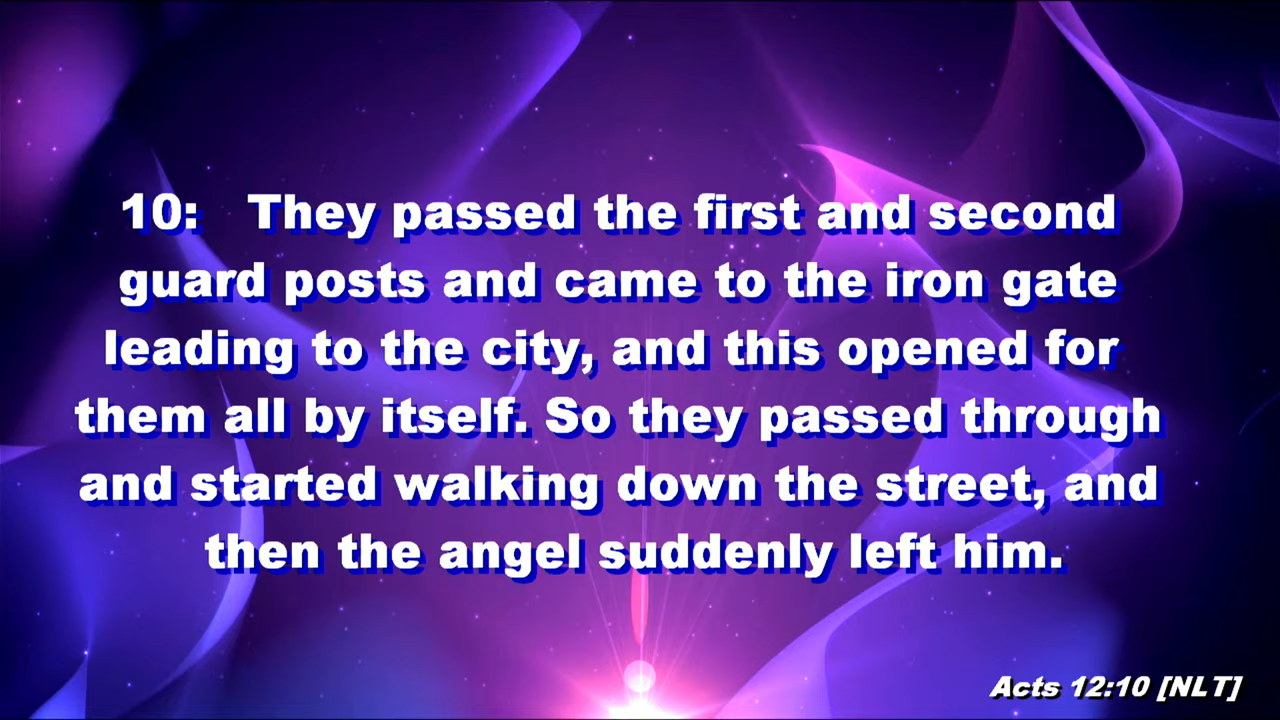 10: They passed the first and second
guard posts and came to the iron gate
leading to the city, and this opened for
them all by itself. So they passed through
and started walking down the street, and
then the angel suddenly left him.
Acts 12:10 [NLT]